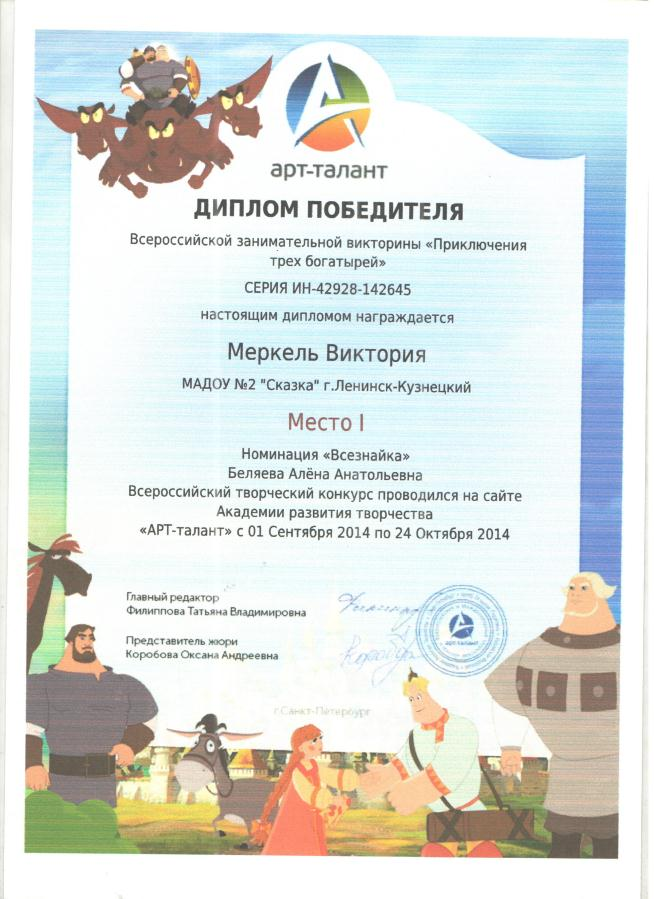 арт-талант
ДИПЛОМ ПОБЕДИТЕЛЯ
Всероссийской занимательной викторины «Приключения
трех богатырей»
СЕРИЯ ИН-42928-142645
настоящим дипломом награждается
Меркель Виктория
МАДОУ №2 "Сказка" г.Ленинск-Кузнецкий
Место I
Номинация «Всезнайка»
Беляева Алёна Анатольевна
Всероссийский творческий конкурс проводился на сайте
Академии развития творчества
«АРТ-талант» с 01 Сентября 2014 по 24 Октября 2014
Главный редактор
Филиппова Татьяна Владимировна
Представитель жюри
Коробова Оксана Андреевна
арт-талант
г.Санкт-Петербург